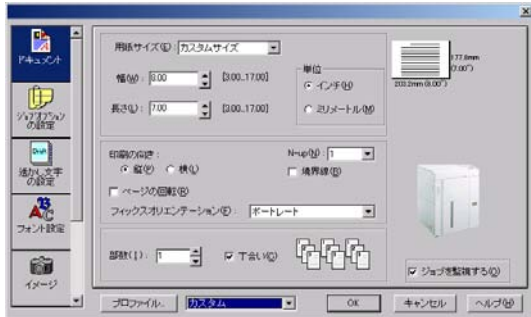 ドキュメント
ジョブオプション
の設定
透かし文字
の設定
フォント設定
イメージ
用紙サイズ(E): カスタムサイズ
幅(W): 8.00 [3.00..17.00]
長さ(L): 7.00 [3.00..17.00]
単位
インチ(H)
ミリメートル(M)
177.8mm
(7.00")
203.2mm (8.00")
印刷の向き:
縦(P) 横(L)
ページの回転(R)
N-up(N): 1
境界線(B)
フィックスオリエンテーション(F): ポートレート
部数(I): 1 丁合い(O)
ジョブを監視する(O)
プロファイル.. カスタム OK キャンセル ヘルプ(H)